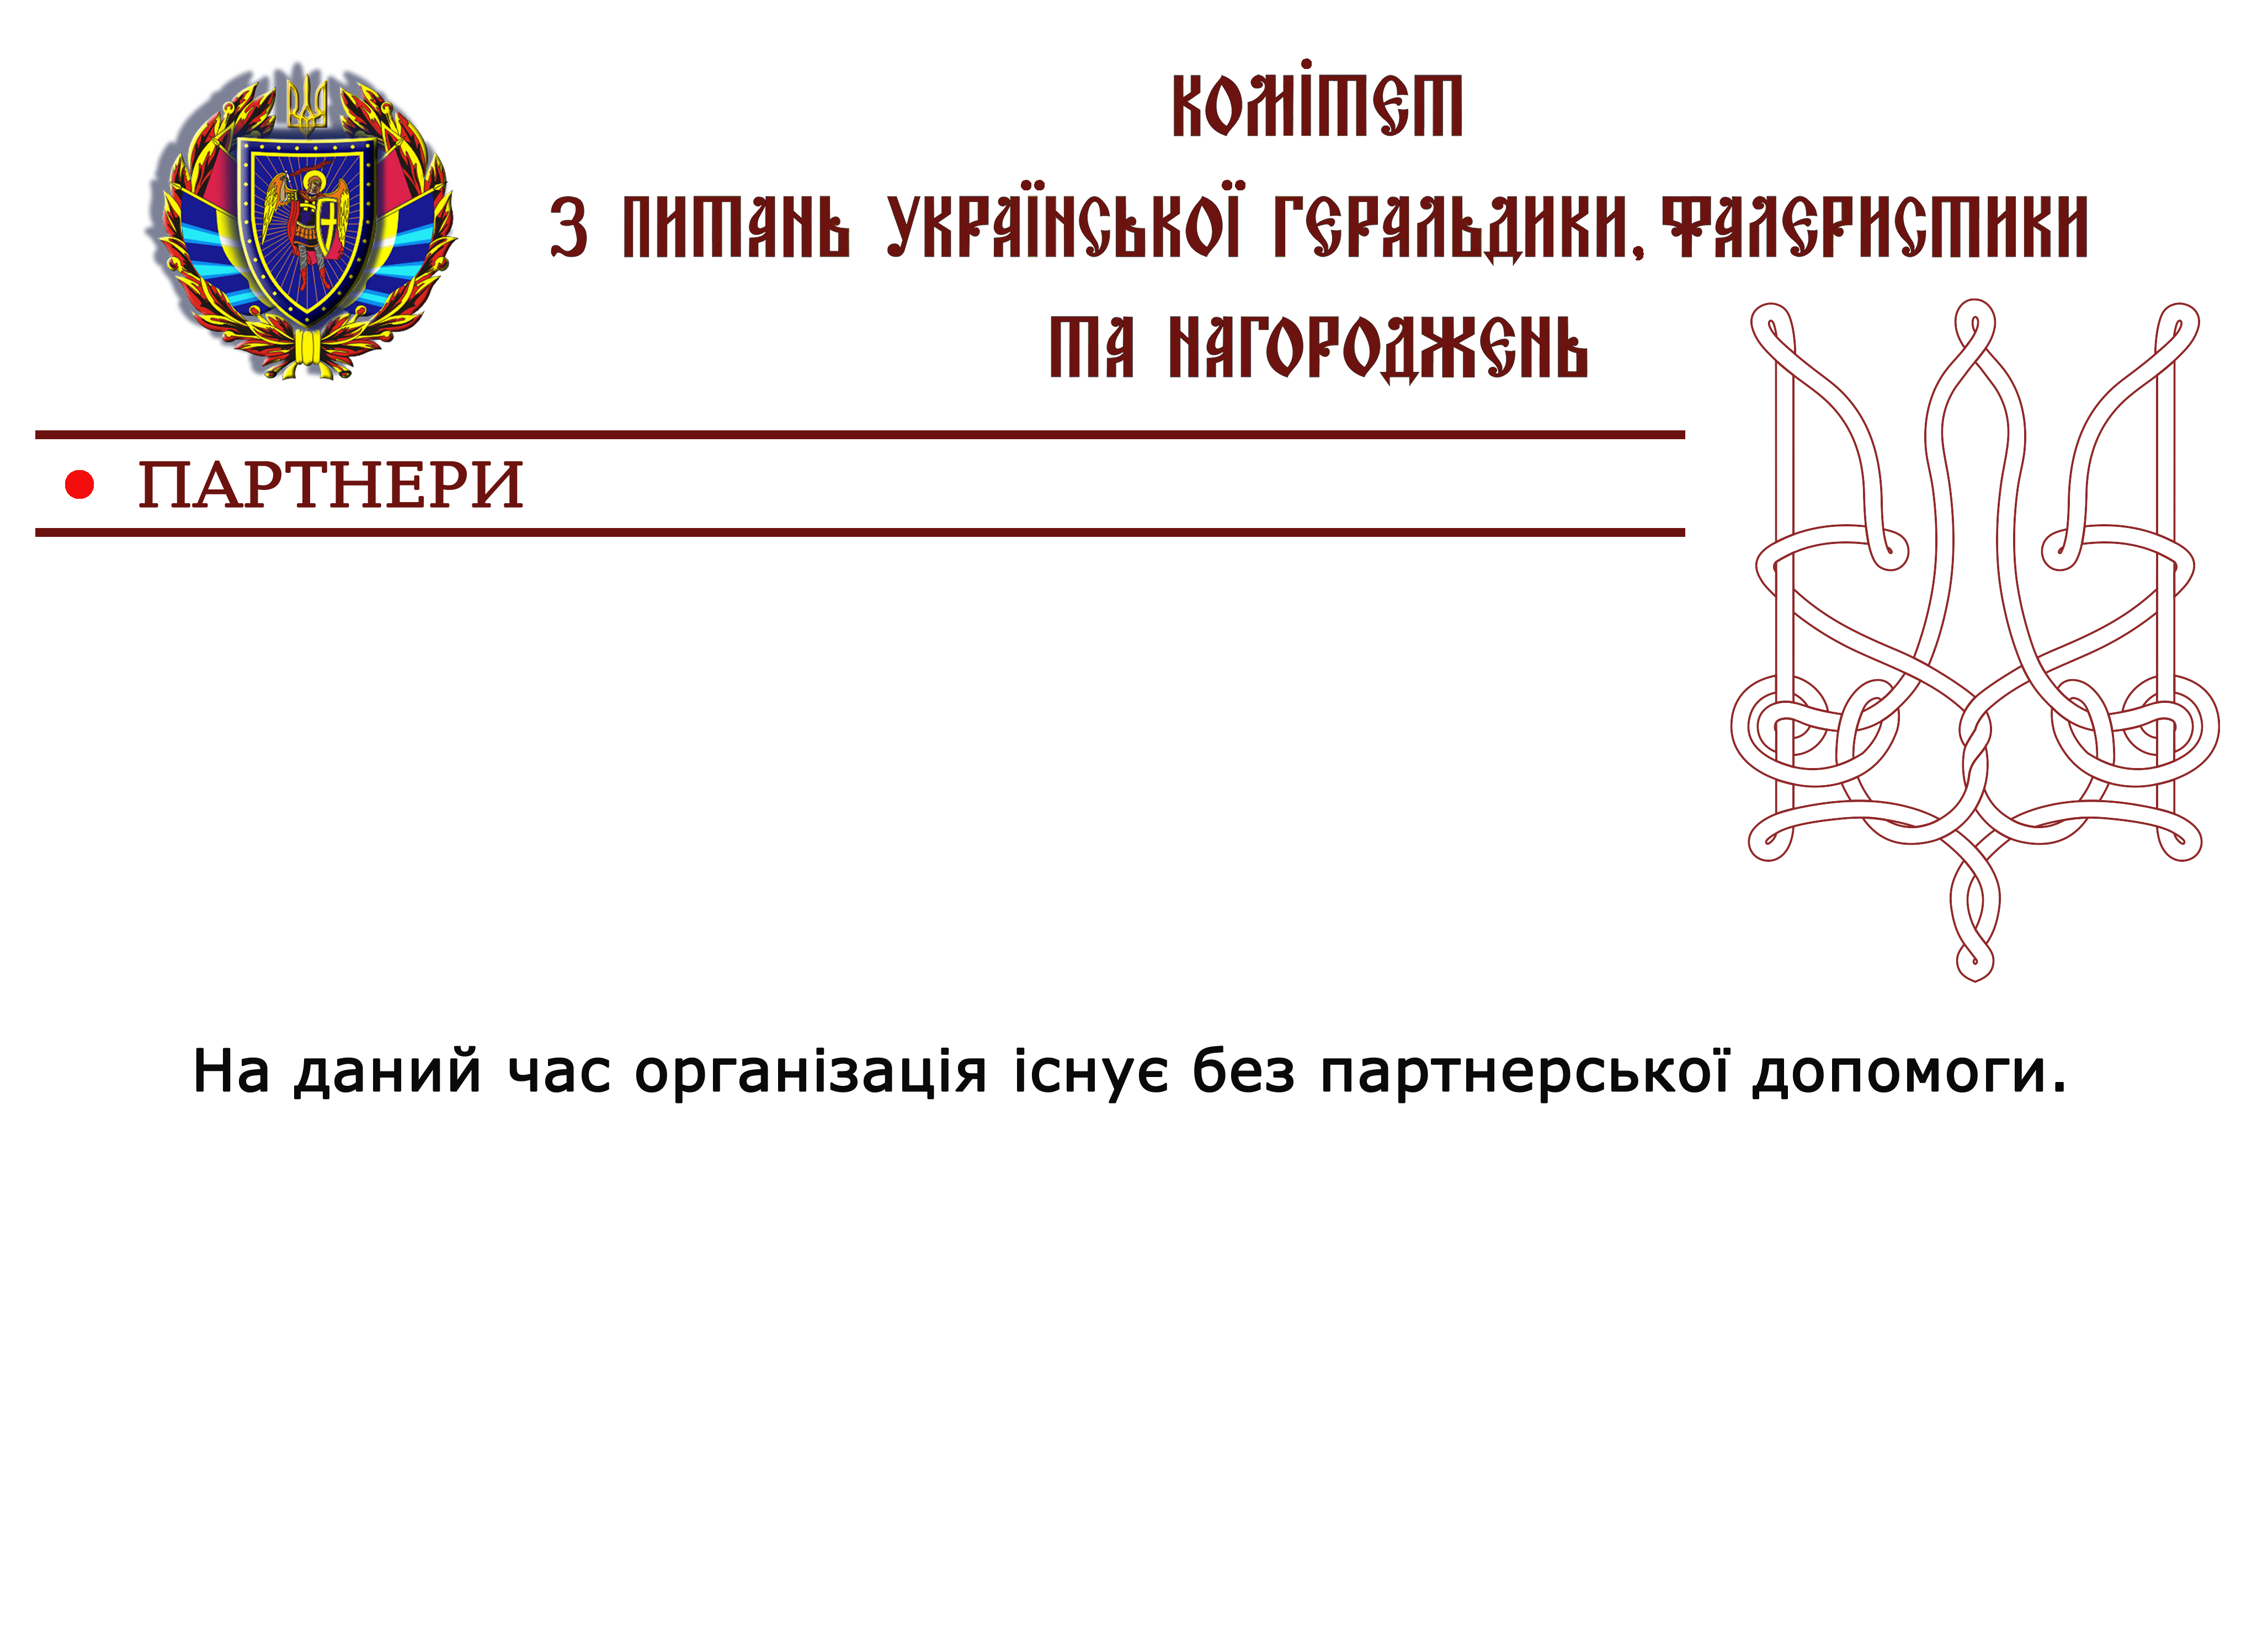 Комітет
з питань української геральдики, фалеристики
та нагороджень
• ПАРТНЕРИ
На даний час організація існує без партнерської допомоги.